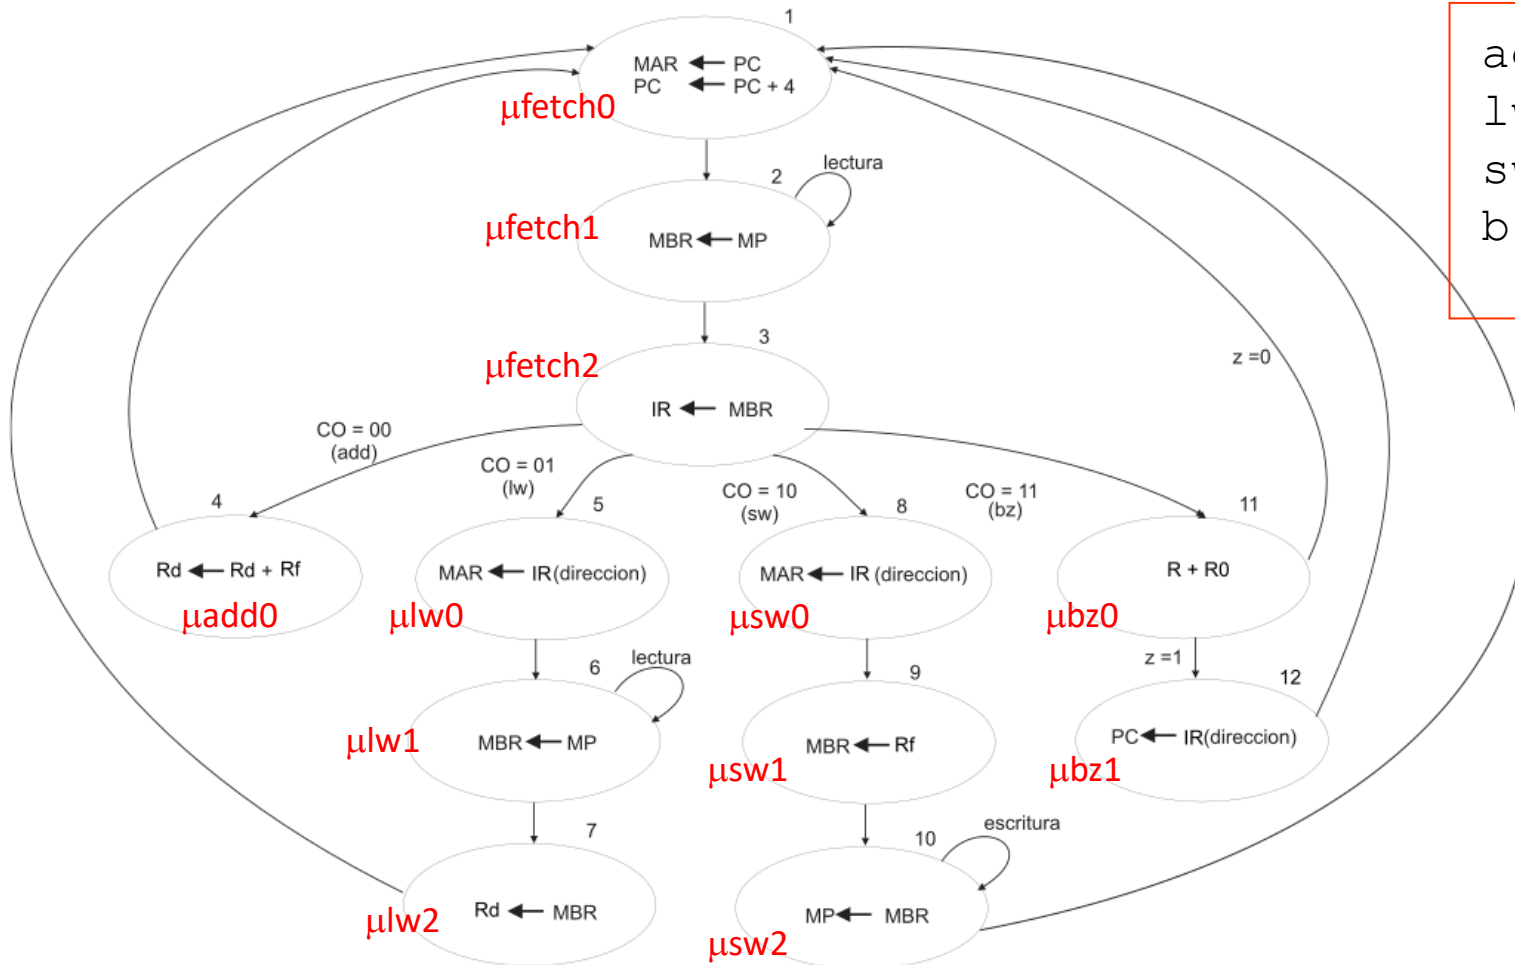 1
MAR ← PC
PC ← PC + 4
μfetch0
2
lectura
μfetch1
MBR ← MP
3
μfetch2
IR ← MBR
z =0
CO = 00
(add)
CO = 01
(lw)
CO = 10
(sw)
CO = 11
(bz)
4
Rd ← Rd + Rf
μadd0
5
MAR ← IR(direccion)
μlw0
8
MAR ← IR (direccion)
μsw0
11
R + R0
μbz0
z =1
6
lectura
MBR ← MP
μlw1
9
MBR ← Rf
μsw1
12
PC ← IR(direccion)
μbz1
7
Rd ← MBR
μlw2
10
escritura
MP ← MBR
μsw2
b